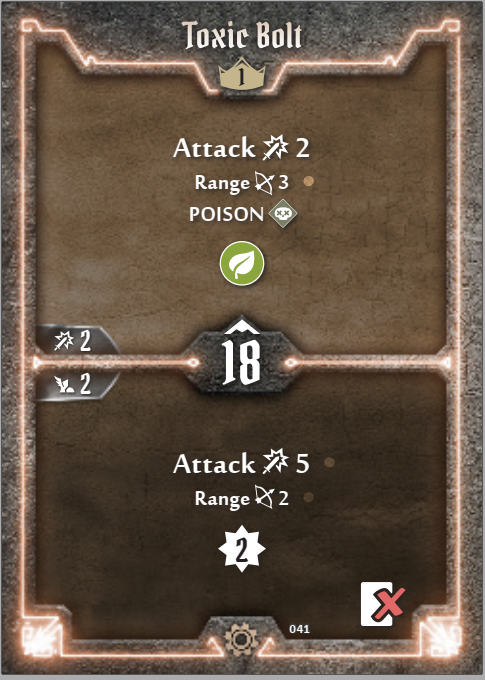 Toxic Bolt
1
Attack 2
Range 3
POISON
2
18
2
Attack 5
Range 2
2
041